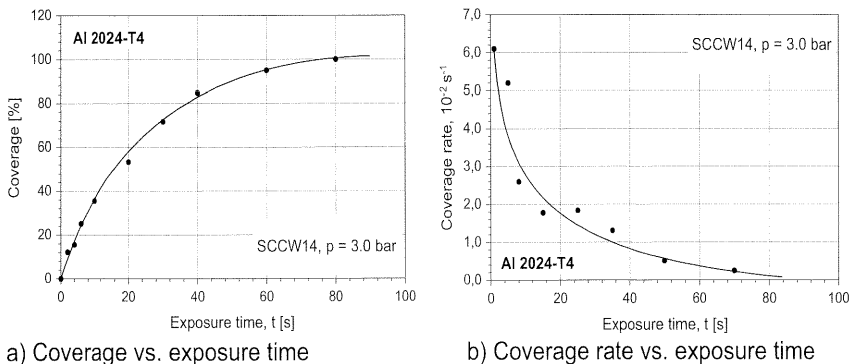 120
100
80
60
40
20
0
Coverage [%]
Al 2024-T4
SCCW14, p = 3.0 bar
0 20 40 60 80 100
Exposure time, t [s]
a) Coverage vs. exposure time
7,0
6,0
5,0
4,0
3,0
2,0
1,0
0,0
Coverage rate, 10⁻² s⁻¹
SCCW14, p = 3.0 bar
Al 2024-T4
0 20 40 60 80 100
Exposure time, t [s]
b) Coverage rate vs. exposure time